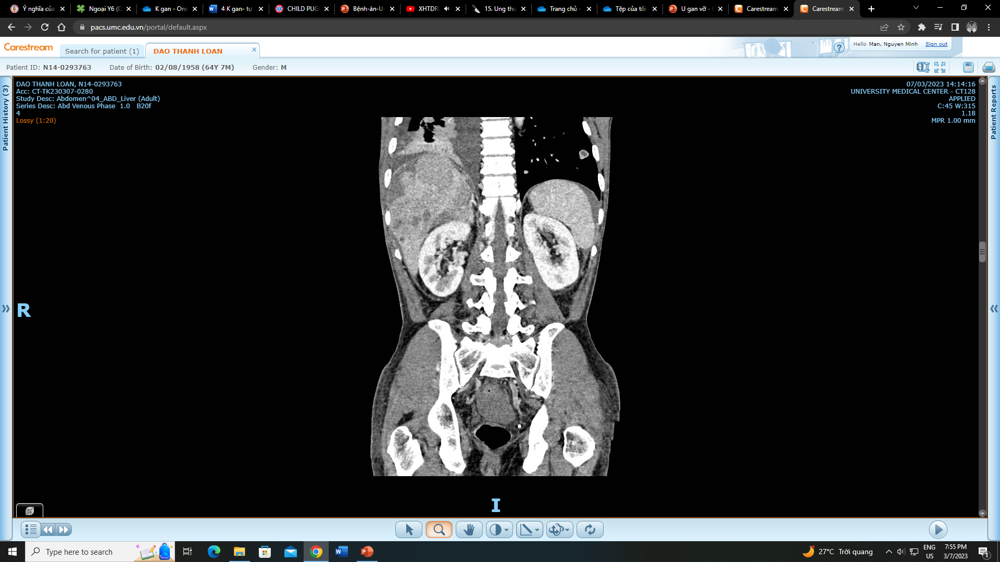 Ý nghĩa của
Ngoại Y6 (C
K gan - One
4 K gan- tự
CHILD PUG
Bệnh-án-U-
XHTDR
15. Ung thư
Trang chủ -
Tệp của tôi
U gan vỡ -
Carestream
Carestream
pacs.umc.edu.vn/portal/default.aspx
Carestream
Search for patient (1)
DAO THANH LOAN
Hello Man, Nguyen Minh
Sign out
Patient ID: N14-0293763
Date of Birth: 02/08/1958 (64Y 7M)
Gender: M
Patient History (3)
Patient Reports
DAO THANH LOAN, N14-0293763
Acc: CT-TK230307-0280
Study Desc: Abdomen^04_ABD_Liver (Adult)
Series Desc: Abd Venous Phase 1.0 B20f
4
Lossy (1:20)
07/03/2023 14:14:16
UNIVERSITY MEDICAL CENTER - CT128
APPLIED
C:45 W:315
1.18
MPR 1.00 mm
R
I
Type here to search
27°C Trời quang
ENG
US
7:55 PM
3/7/2023
1